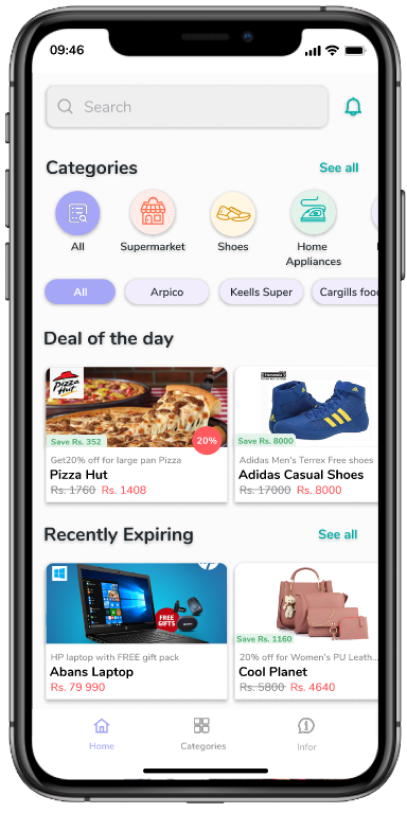 09:46
Search
Categories
See all
All
Supermarket
Shoes
Home
Appliances
All
Arpico
Keells Super
Cargills foo
Deal of the day
Pizza
Hut
Save Rs. 352
20%
Get20% off for large pan Pizza
Pizza Hut
Rs. 1760 Rs. 1408
Save Rs. 8000
Adidas Men's Terrex Free shoes
Adidas Casual Shoes
Rs. 17000 Rs. 8000
Recently Expiring
See all
FREE
GIFTS
HP laptop with FREE gift pack
Abans Laptop
Rs. 79 990
Save Rs. 1160
20% off for Women's PU Leath...
Cool Planet
Rs. 5800 Rs. 4640
Home
Categories
Infor